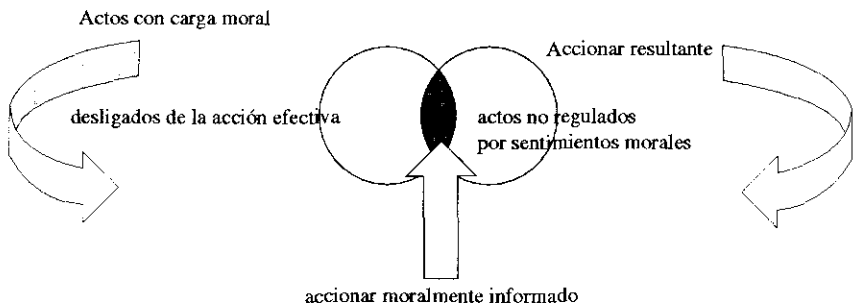 Actos con carga moral
Accionar resultante
desligados de la acción efectiva
actos no regulados
por sentimientos morales
accionar moralmente informado